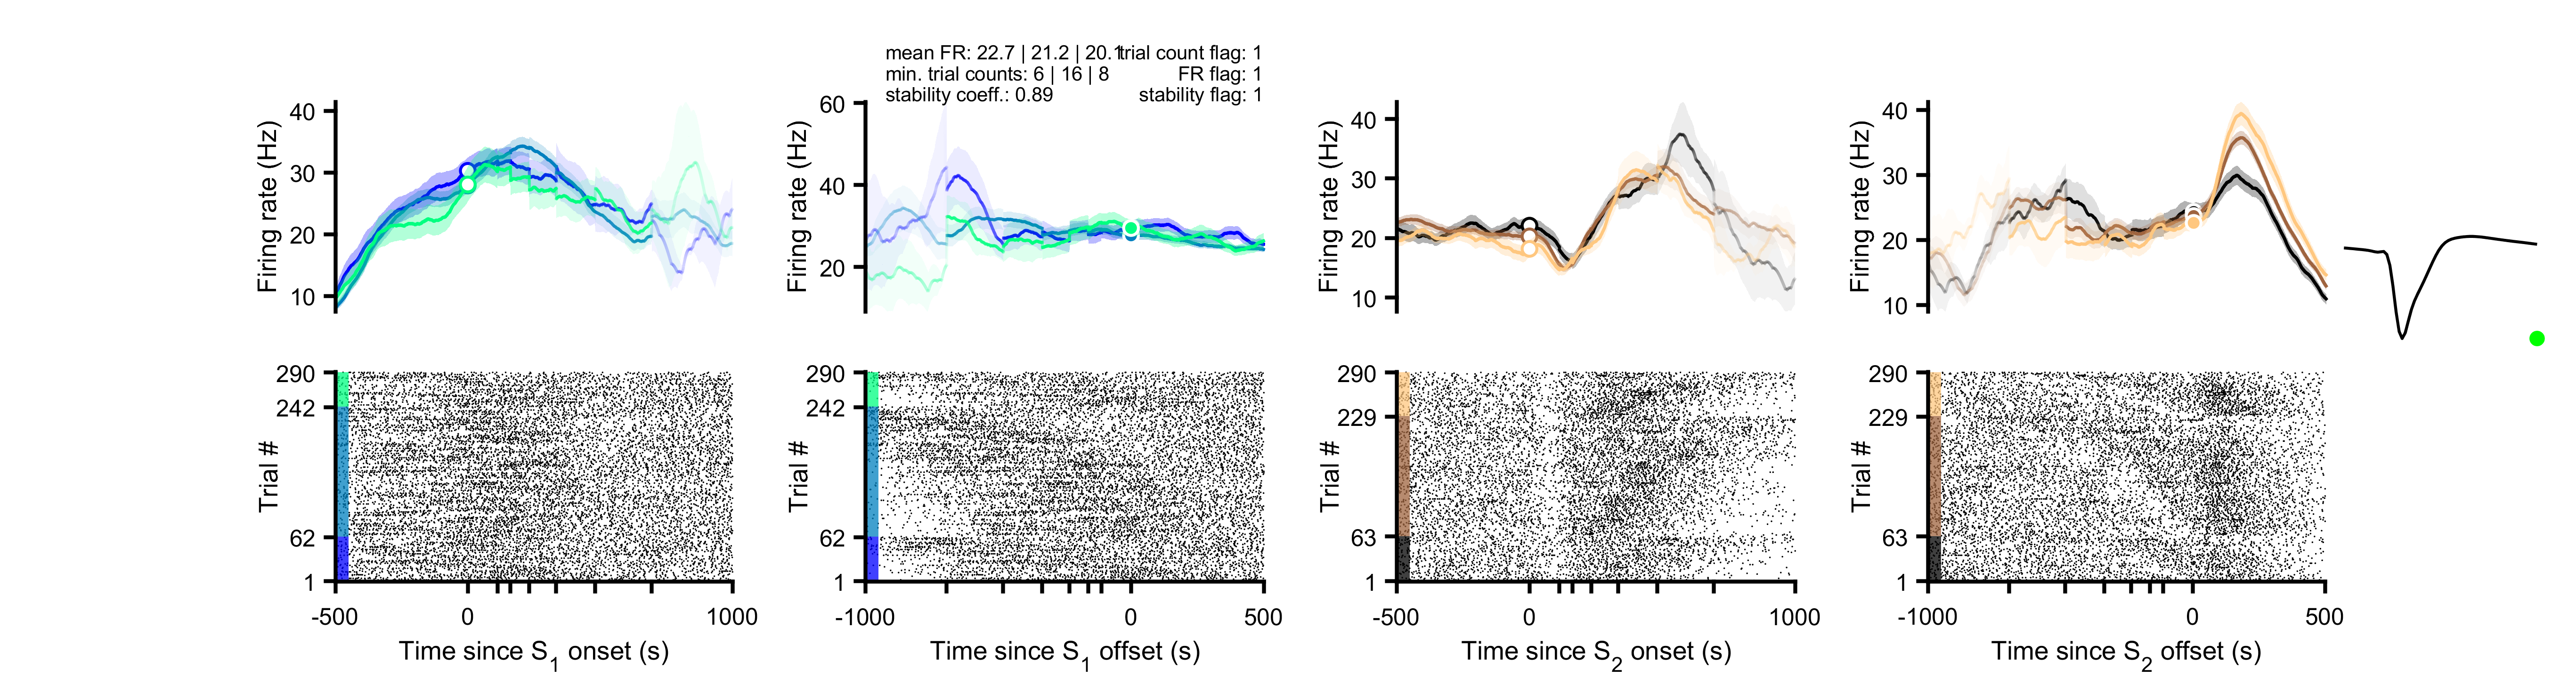 mean FR: 22.7 | 21.2 | 20.1
trial count flag: 1
min. trial counts: 6 | 16 | 8
FR flag: 1
stability coeff.: 0.89
stability flag: 1
Firing rate (Hz)
40
30
20
10
Firing rate (Hz)
60
40
20
Firing rate (Hz)
40
30
20
10
Firing rate (Hz)
40
30
20
10
Trial #
290
242
62
1
-500
0
1000
Time since S1 onset (s)
Trial #
290
242
62
1
-1000
0
500
Time since S1 offset (s)
Trial #
290
229
63
1
-500
0
1000
Time since S2 onset (s)
Trial #
290
229
63
1
-1000
0
500
Time since S2 offset (s)